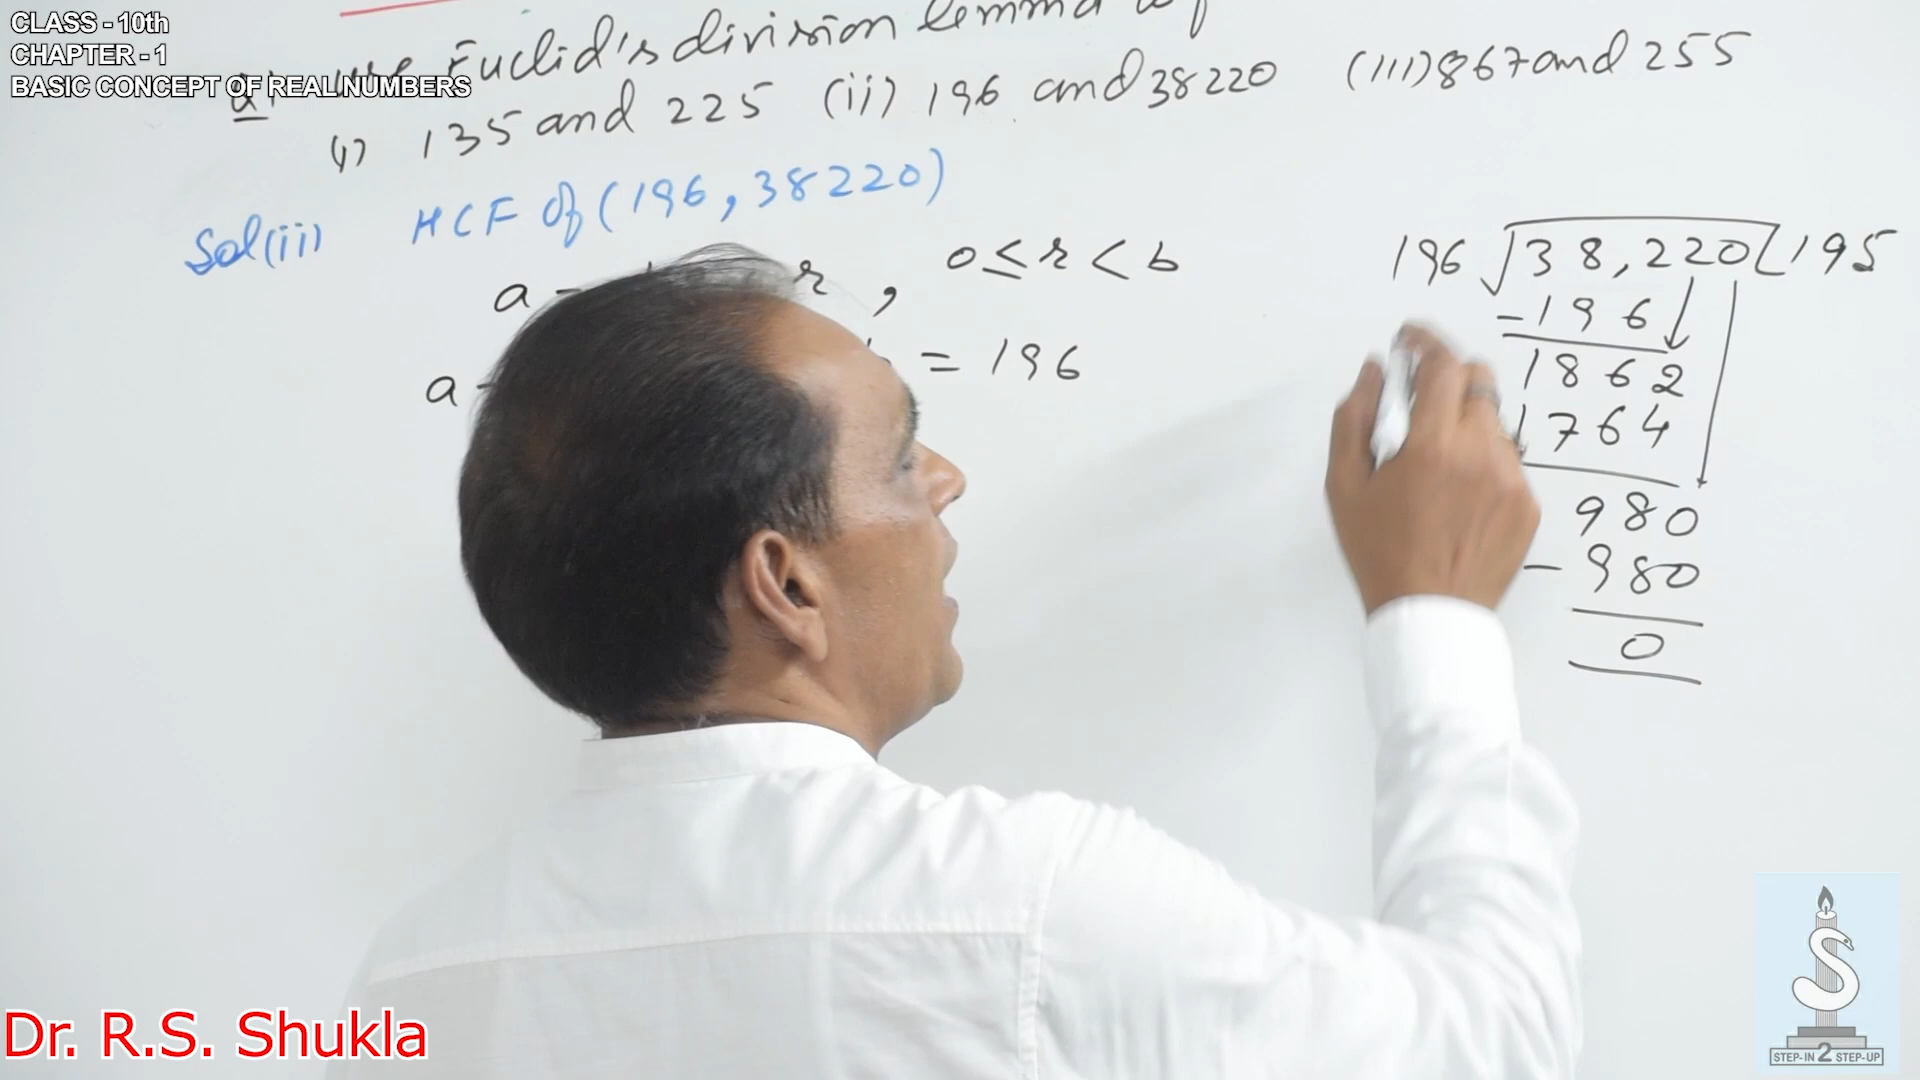 CLASS - 10th
CHAPTER - 1
BASIC CONCEPT OF REAL NUMBERS
Euclid's division lemma
(i) 135 and 225 (ii) 196 and 38220 (iii) 867 and 255
Sol(ii) HCF of (196, 38220)
a r , 0 ≤ r < b
a = 196
196 √38,220 195
-196
1862
1764
980
- 980
0
Dr. R.S. Shukla
STEP-IN 2 STEP-UP